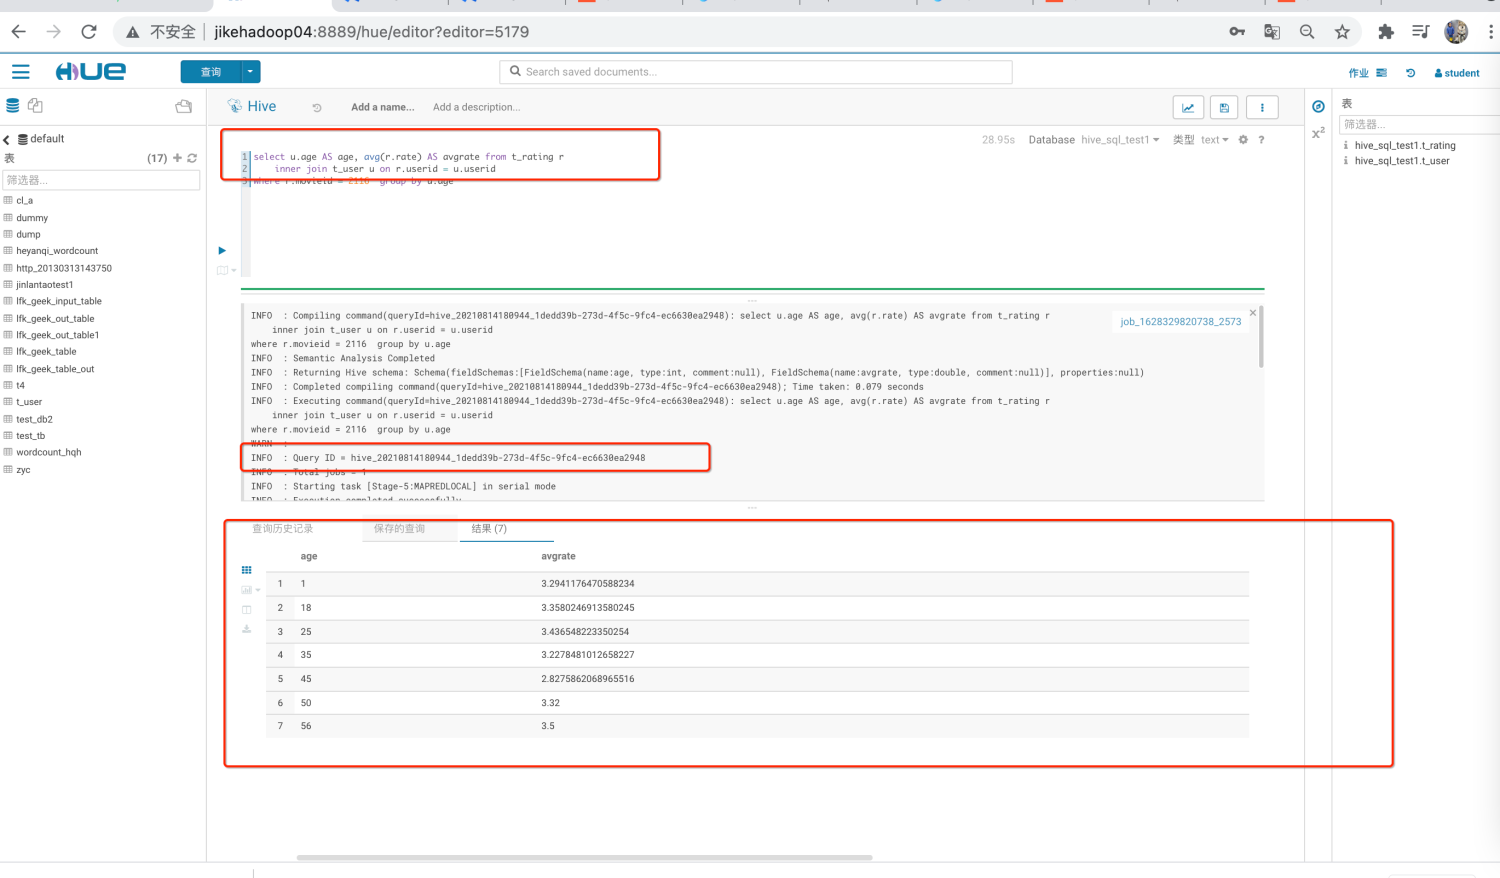 不安全
jikehadoop04:8889/hue/editor?editor=5179
HUE
查询
Search saved documents...
作业
student
Hive
Add a name...
Add a description...
表
筛选器...
default
28.95s Database hive_sql_test1 类型 text ?
x²
表 (17)
筛选器...
hive_sql_test1.t_rating
hive_sql_test1.t_user
1 select u.age AS age, avg(r.rate) AS avgrate from t_rating r
2 inner join t_user u on r.userid = u.userid
3 where r.movieid = 2116 group by u.age
cl_a
dummy
dump
heyanqi_wordcount
http_20130313143750
jinlantaotest1
lfk_geek_input_table
lfk_geek_out_table
lfk_geek_out_table1
lfk_geek_table
lfk_geek_table_out
t4
t_user
test_db2
test_tb
wordcount_hqh
zyc
INFO : Compiling command(queryId=hive_20210814180944_1dedd39b-273d-4f5c-9fc4-ec6630ea2948): select u.age AS age, avg(r.rate) AS avgrate from t_rating r
inner join t_user u on r.userid = u.userid
where r.movieid = 2116 group by u.age
INFO : Semantic Analysis Completed
INFO : Returning Hive schema: Schema(fieldSchemas:[FieldSchema(name:age, type:int, comment:null), FieldSchema(name:avgrate, type:double, comment:null)], properties:null)
INFO : Completed compiling command(queryId=hive_20210814180944_1dedd39b-273d-4f5c-9fc4-ec6630ea2948); Time taken: 0.079 seconds
INFO : Executing command(queryId=hive_20210814180944_1dedd39b-273d-4f5c-9fc4-ec6630ea2948): select u.age AS age, avg(r.rate) AS avgrate from t_rating r
inner join t_user u on r.userid = u.userid
where r.movieid = 2116 group by u.age
WARN :
INFO : Query ID = hive_20210814180944_1dedd39b-273d-4f5c-9fc4-ec6630ea2948
INFO : Total jobs = 1
INFO : Starting task [Stage-5:MAPREDLOCAL] in serial mode
INFO : Execution completed successfully
job_1628329820738_2573
查询历史记录
保存的查询
结果 (7)
age avgrate
1 1 3.2941176470588234
2 18 3.3580246913580245
3 25 3.436548223350254
4 35 3.2278481012658227
5 45 2.8275862068965516
6 50 3.32
7 56 3.5